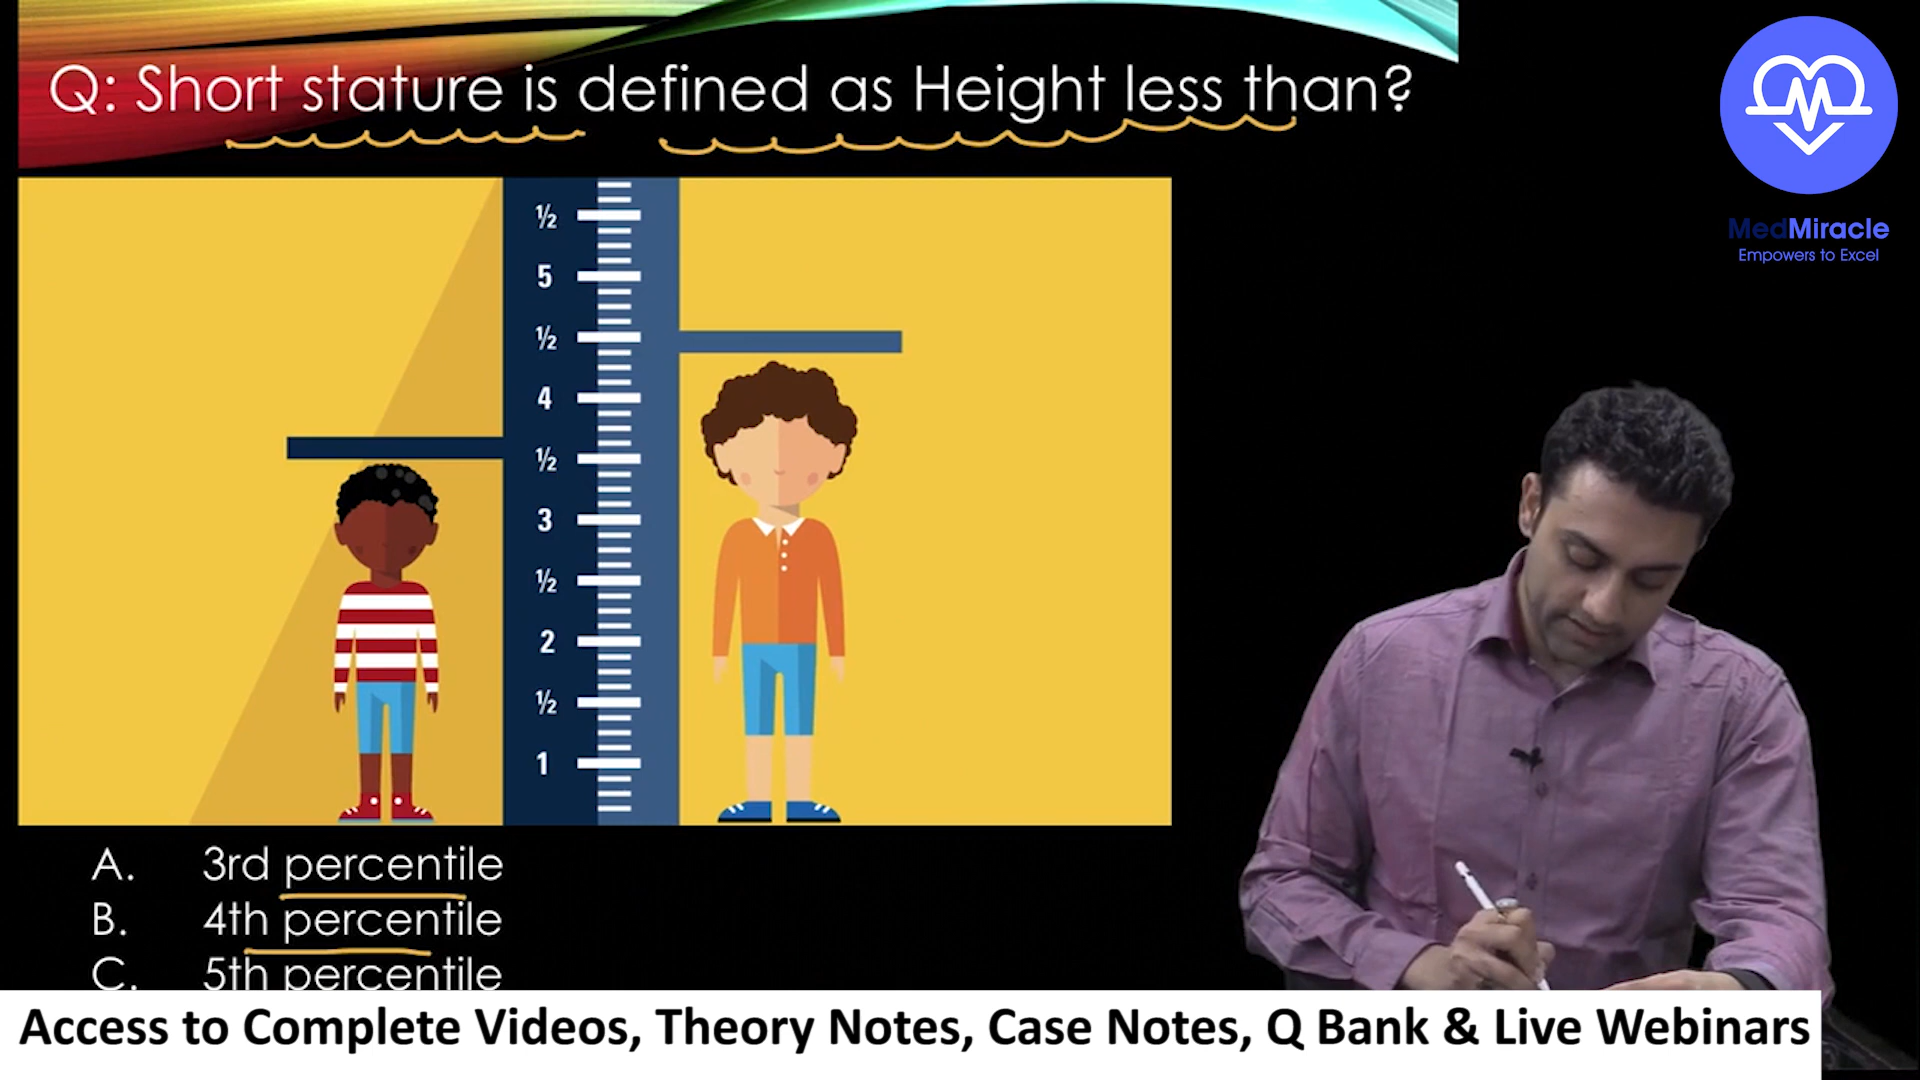 Q: Short stature is defined as Height less than?
MedMiracle
Empowers to Excel
½
5
½
4
½
3
½
2
½
1
A. 3rd percentile
B. 4th percentile
C. 5th percentile
Access to Complete Videos, Theory Notes, Case Notes, Q Bank & Live Webinars